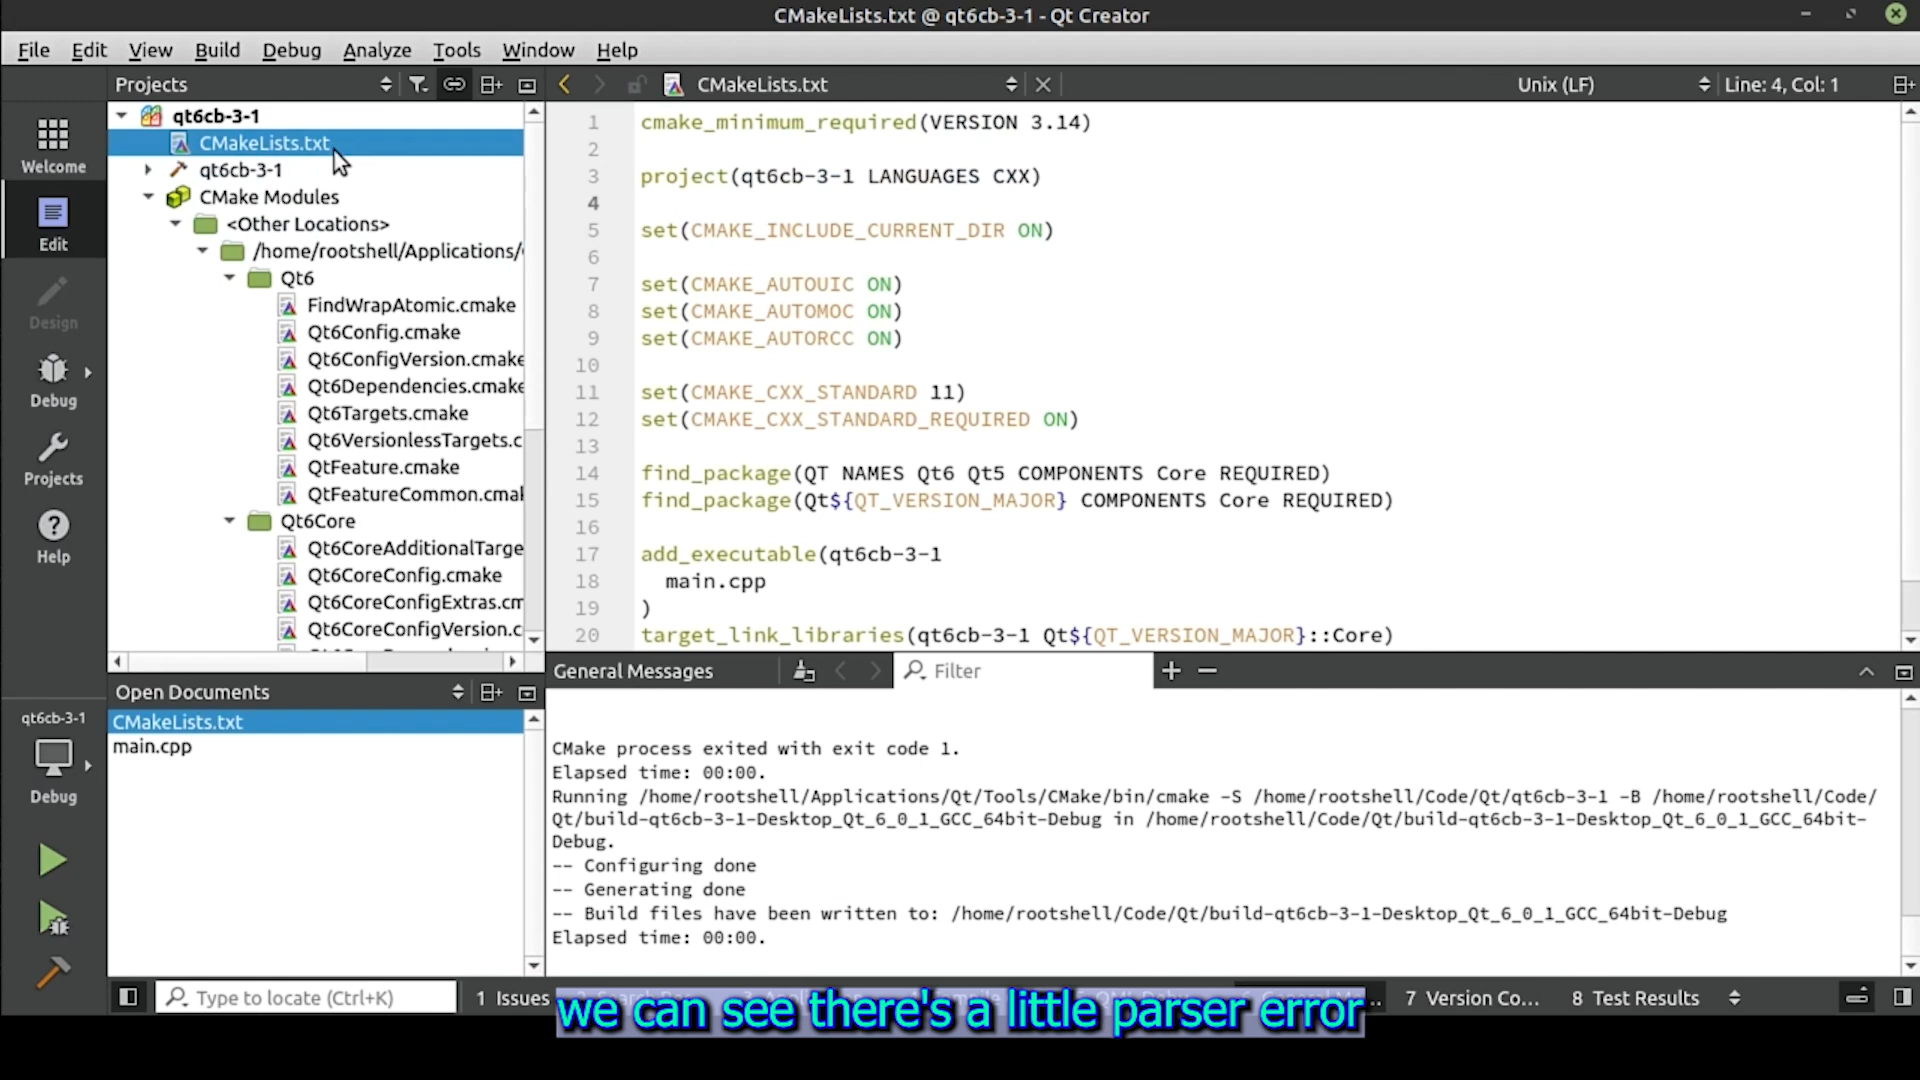 CMakeLists.txt @ qt6cb-3-1 - Qt Creator
File Edit View Build Debug Analyze Tools Window Help
Projects
CMakeLists.txt
Unix (LF)
Line: 4, Col: 1
Welcome
Edit
Design
Debug
Projects
Help
qt6cb-3-1
CMakeLists.txt
qt6cb-3-1
CMake Modules
<Other Locations>
/home/rootshell/Applications/
Qt6
FindWrapAtomic.cmake
Qt6Config.cmake
Qt6ConfigVersion.cmake
Qt6Dependencies.cmake
Qt6Targets.cmake
Qt6VersionlessTargets.c
QtFeature.cmake
QtFeatureCommon.cmak
Qt6Core
Qt6CoreAdditionalTarge
Qt6CoreConfig.cmake
Qt6CoreConfigExtras.cm
Qt6CoreConfigVersion.c
1 cmake_minimum_required(VERSION 3.14)
2
3 project(qt6cb-3-1 LANGUAGES CXX)
4
5 set(CMAKE_INCLUDE_CURRENT_DIR ON)
6
7 set(CMAKE_AUTOUIC ON)
8 set(CMAKE_AUTOMOC ON)
9 set(CMAKE_AUTORCC ON)
10
11 set(CMAKE_CXX_STANDARD 11)
12 set(CMAKE_CXX_STANDARD_REQUIRED ON)
13
14 find_package(QT NAMES Qt6 Qt5 COMPONENTS Core REQUIRED)
15 find_package(Qt${QT_VERSION_MAJOR} COMPONENTS Core REQUIRED)
16
17 add_executable(qt6cb-3-1
18 main.cpp
19 )
20 target_link_libraries(qt6cb-3-1 Qt${QT_VERSION_MAJOR}::Core)
Open Documents
CMakeLists.txt
main.cpp
qt6cb-3-1
Debug
General Messages
Filter
CMake process exited with exit code 1.
Elapsed time: 00:00.
Running /home/rootshell/Applications/Qt/Tools/CMake/bin/cmake -S /home/rootshell/Code/Qt/qt6cb-3-1 -B /home/rootshell/Code/
Qt/build-qt6cb-3-1-Desktop_Qt_6_0_1_GCC_64bit-Debug in /home/rootshell/Code/Qt/build-qt6cb-3-1-Desktop_Qt_6_0_1_GCC_64bit-
Debug.
-- Configuring done
-- Generating done
-- Build files have been written to: /home/rootshell/Code/Qt/build-qt6cb-3-1-Desktop_Qt_6_0_1_GCC_64bit-Debug
Elapsed time: 00:00.
Type to locate (Ctrl+K)
1 Issues
7 Version Co...
8 Test Results
we can see there's a little parser error